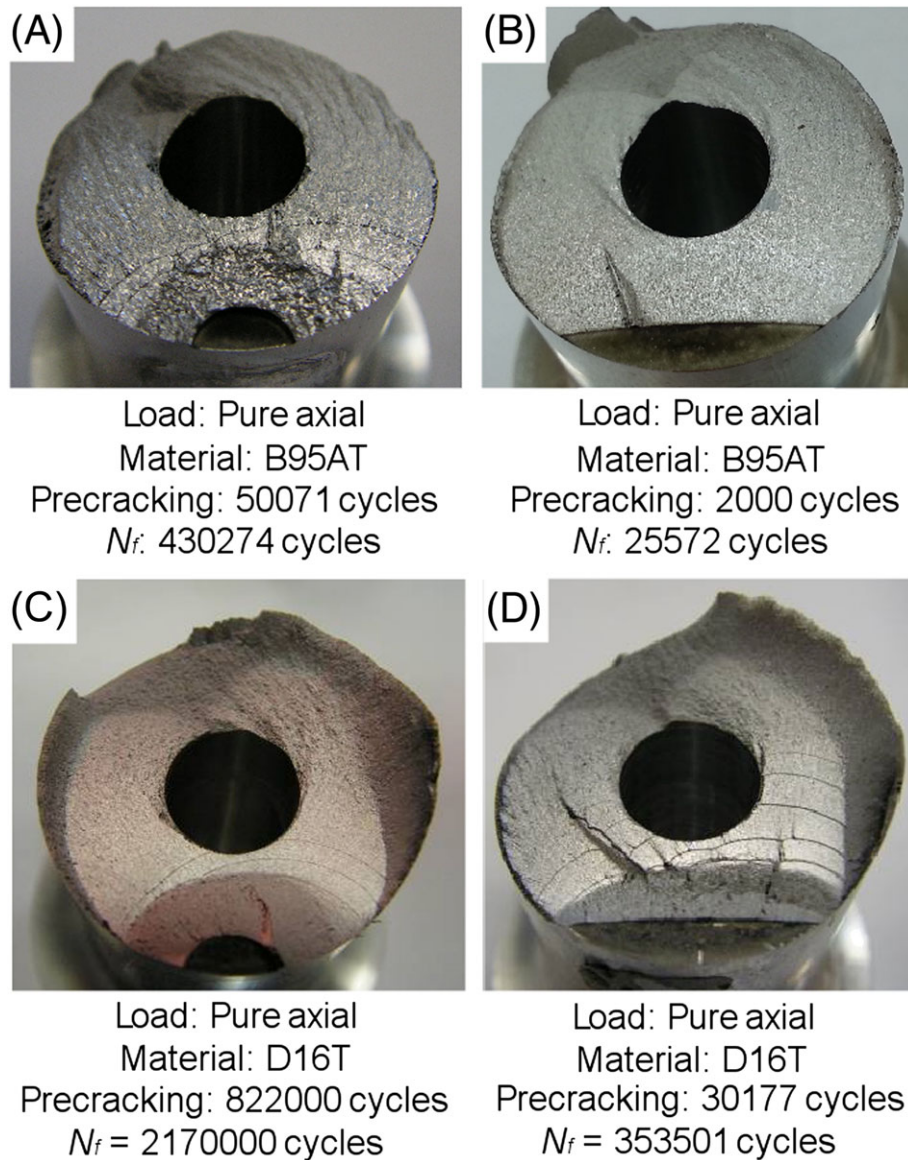 (A)
(B)
Load: Pure axial
Material: B95AT
Precracking: 50071 cycles
Nf: 430274 cycles
Load: Pure axial
Material: B95AT
Precracking: 2000 cycles
Nf: 25572 cycles
(C)
(D)
Load: Pure axial
Material: D16T
Precracking: 822000 cycles
Nf = 2170000 cycles
Load: Pure axial
Material: D16T
Precracking: 30177 cycles
Nf = 353501 cycles